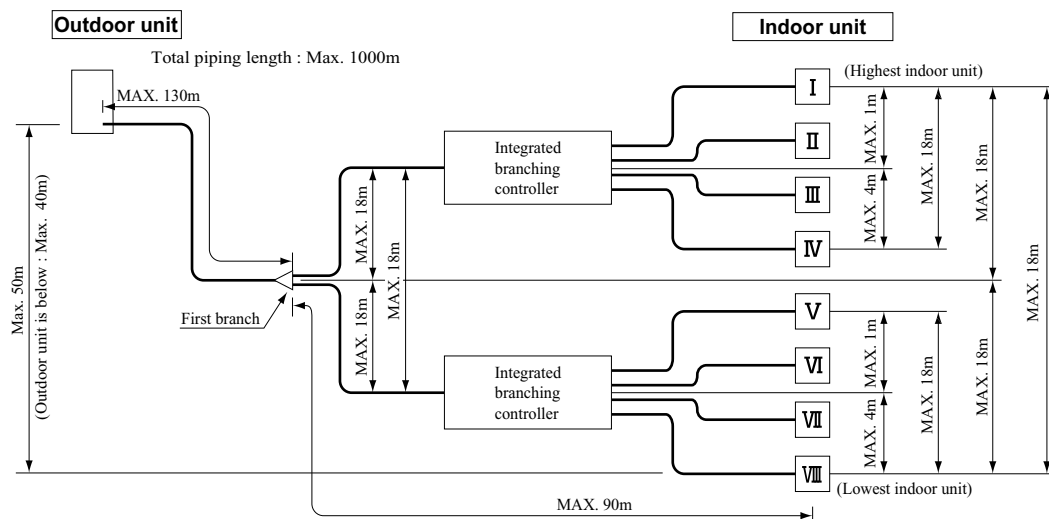 Outdoor unit
Indoor unit
Total piping length : Max. 1000m
(Highest indoor unit)
MAX. 130m
I
II
III
IV
Integrated
branching
controller
MAX. 1m
MAX. 4m
MAX. 18m
MAX. 18m
MAX. 18m
Max. 50m
(Outdoor unit is below : Max. 40m)
First branch
MAX. 18m
MAX. 18m
MAX. 18m
V
VI
VII
VIII
Integrated
branching
controller
MAX. 1m
MAX. 4m
MAX. 18m
MAX. 18m
(Lowest indoor unit)
MAX. 90m